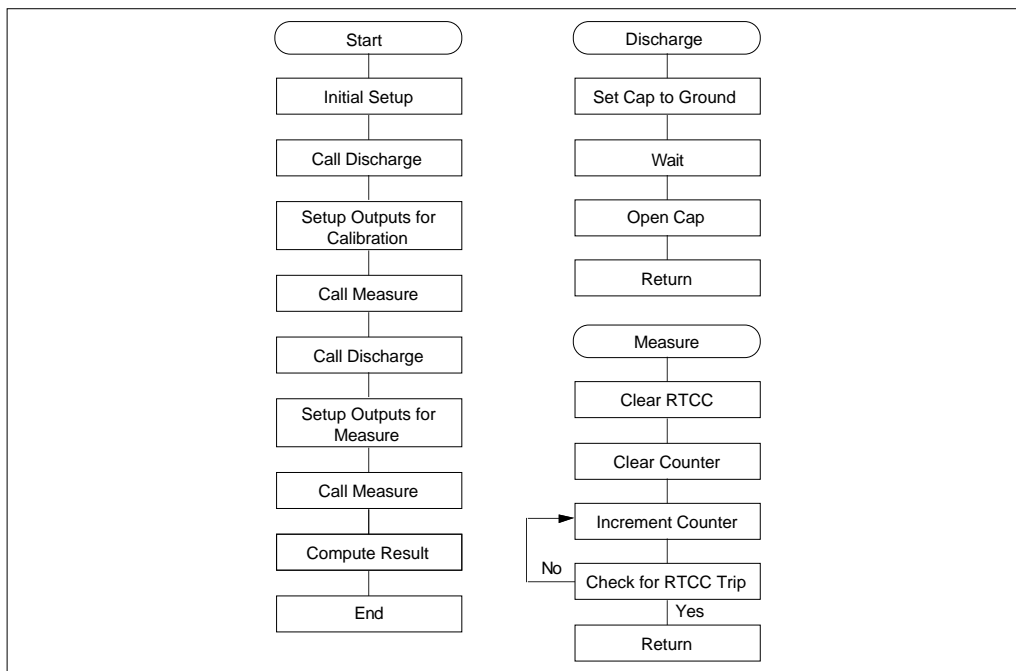 Start
Initial Setup
Call Discharge
Setup Outputs for
Calibration
Call Measure
Call Discharge
Setup Outputs for
Measure
Call Measure
Compute Result
End
Discharge
Set Cap to Ground
Wait
Open Cap
Return
Measure
Clear RTCC
Clear Counter
Increment Counter
No
Check for RTCC Trip
Yes
Return